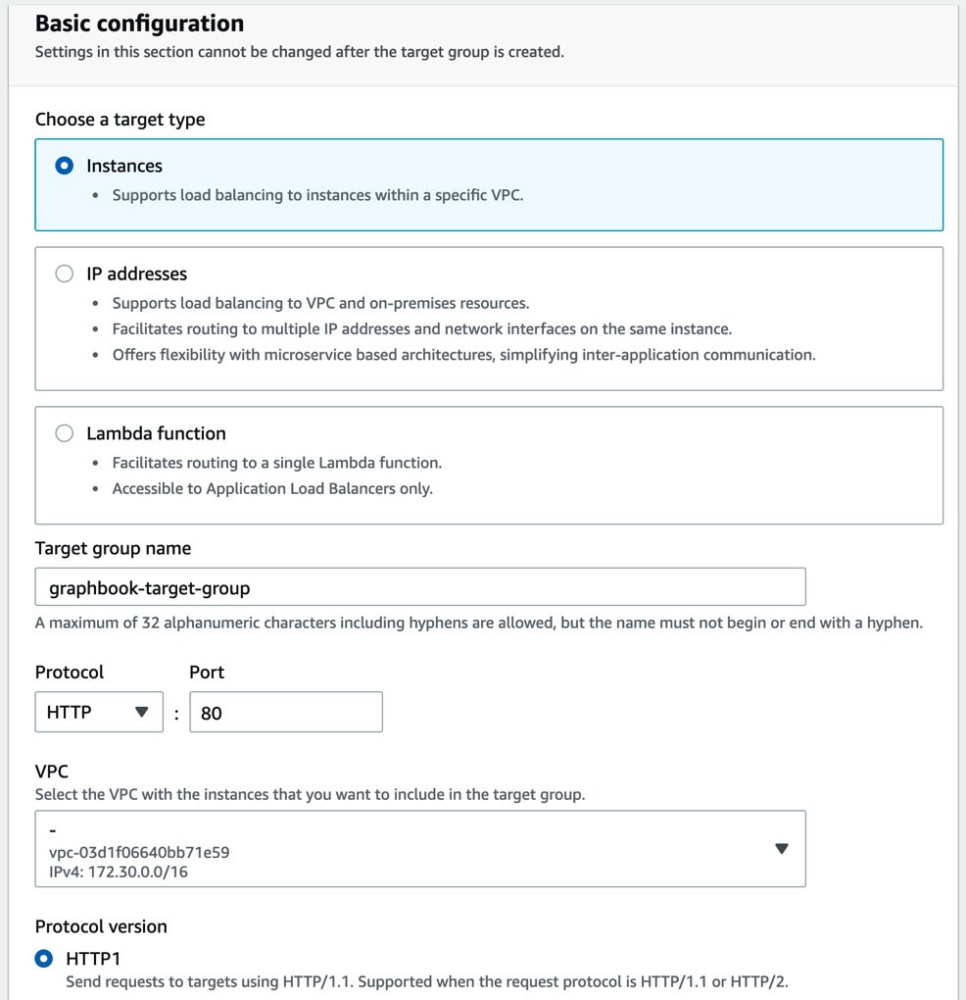 Basic configuration
Settings in this section cannot be changed after the target group is created.
Choose a target type
Instances
• Supports load balancing to instances within a specific VPC.
IP addresses
• Supports load balancing to VPC and on-premises resources.
• Facilitates routing to multiple IP addresses and network interfaces on the same instance.
• Offers flexibility with microservice based architectures, simplifying inter-application communication.
Lambda function
• Facilitates routing to a single Lambda function.
• Accessible to Application Load Balancers only.
Target group name
graphbook-target-group
A maximum of 32 alphanumeric characters including hyphens are allowed, but the name must not begin or end with a hyphen.
Protocol Port
HTTP : 80
VPC
Select the VPC with the instances that you want to include in the target group.
-
vpc-03d1f06640bb71e59
IPv4: 172.30.0.0/16
Protocol version
HTTP1
Send requests to targets using HTTP/1.1. Supported when the request protocol is HTTP/1.1 or HTTP/2.